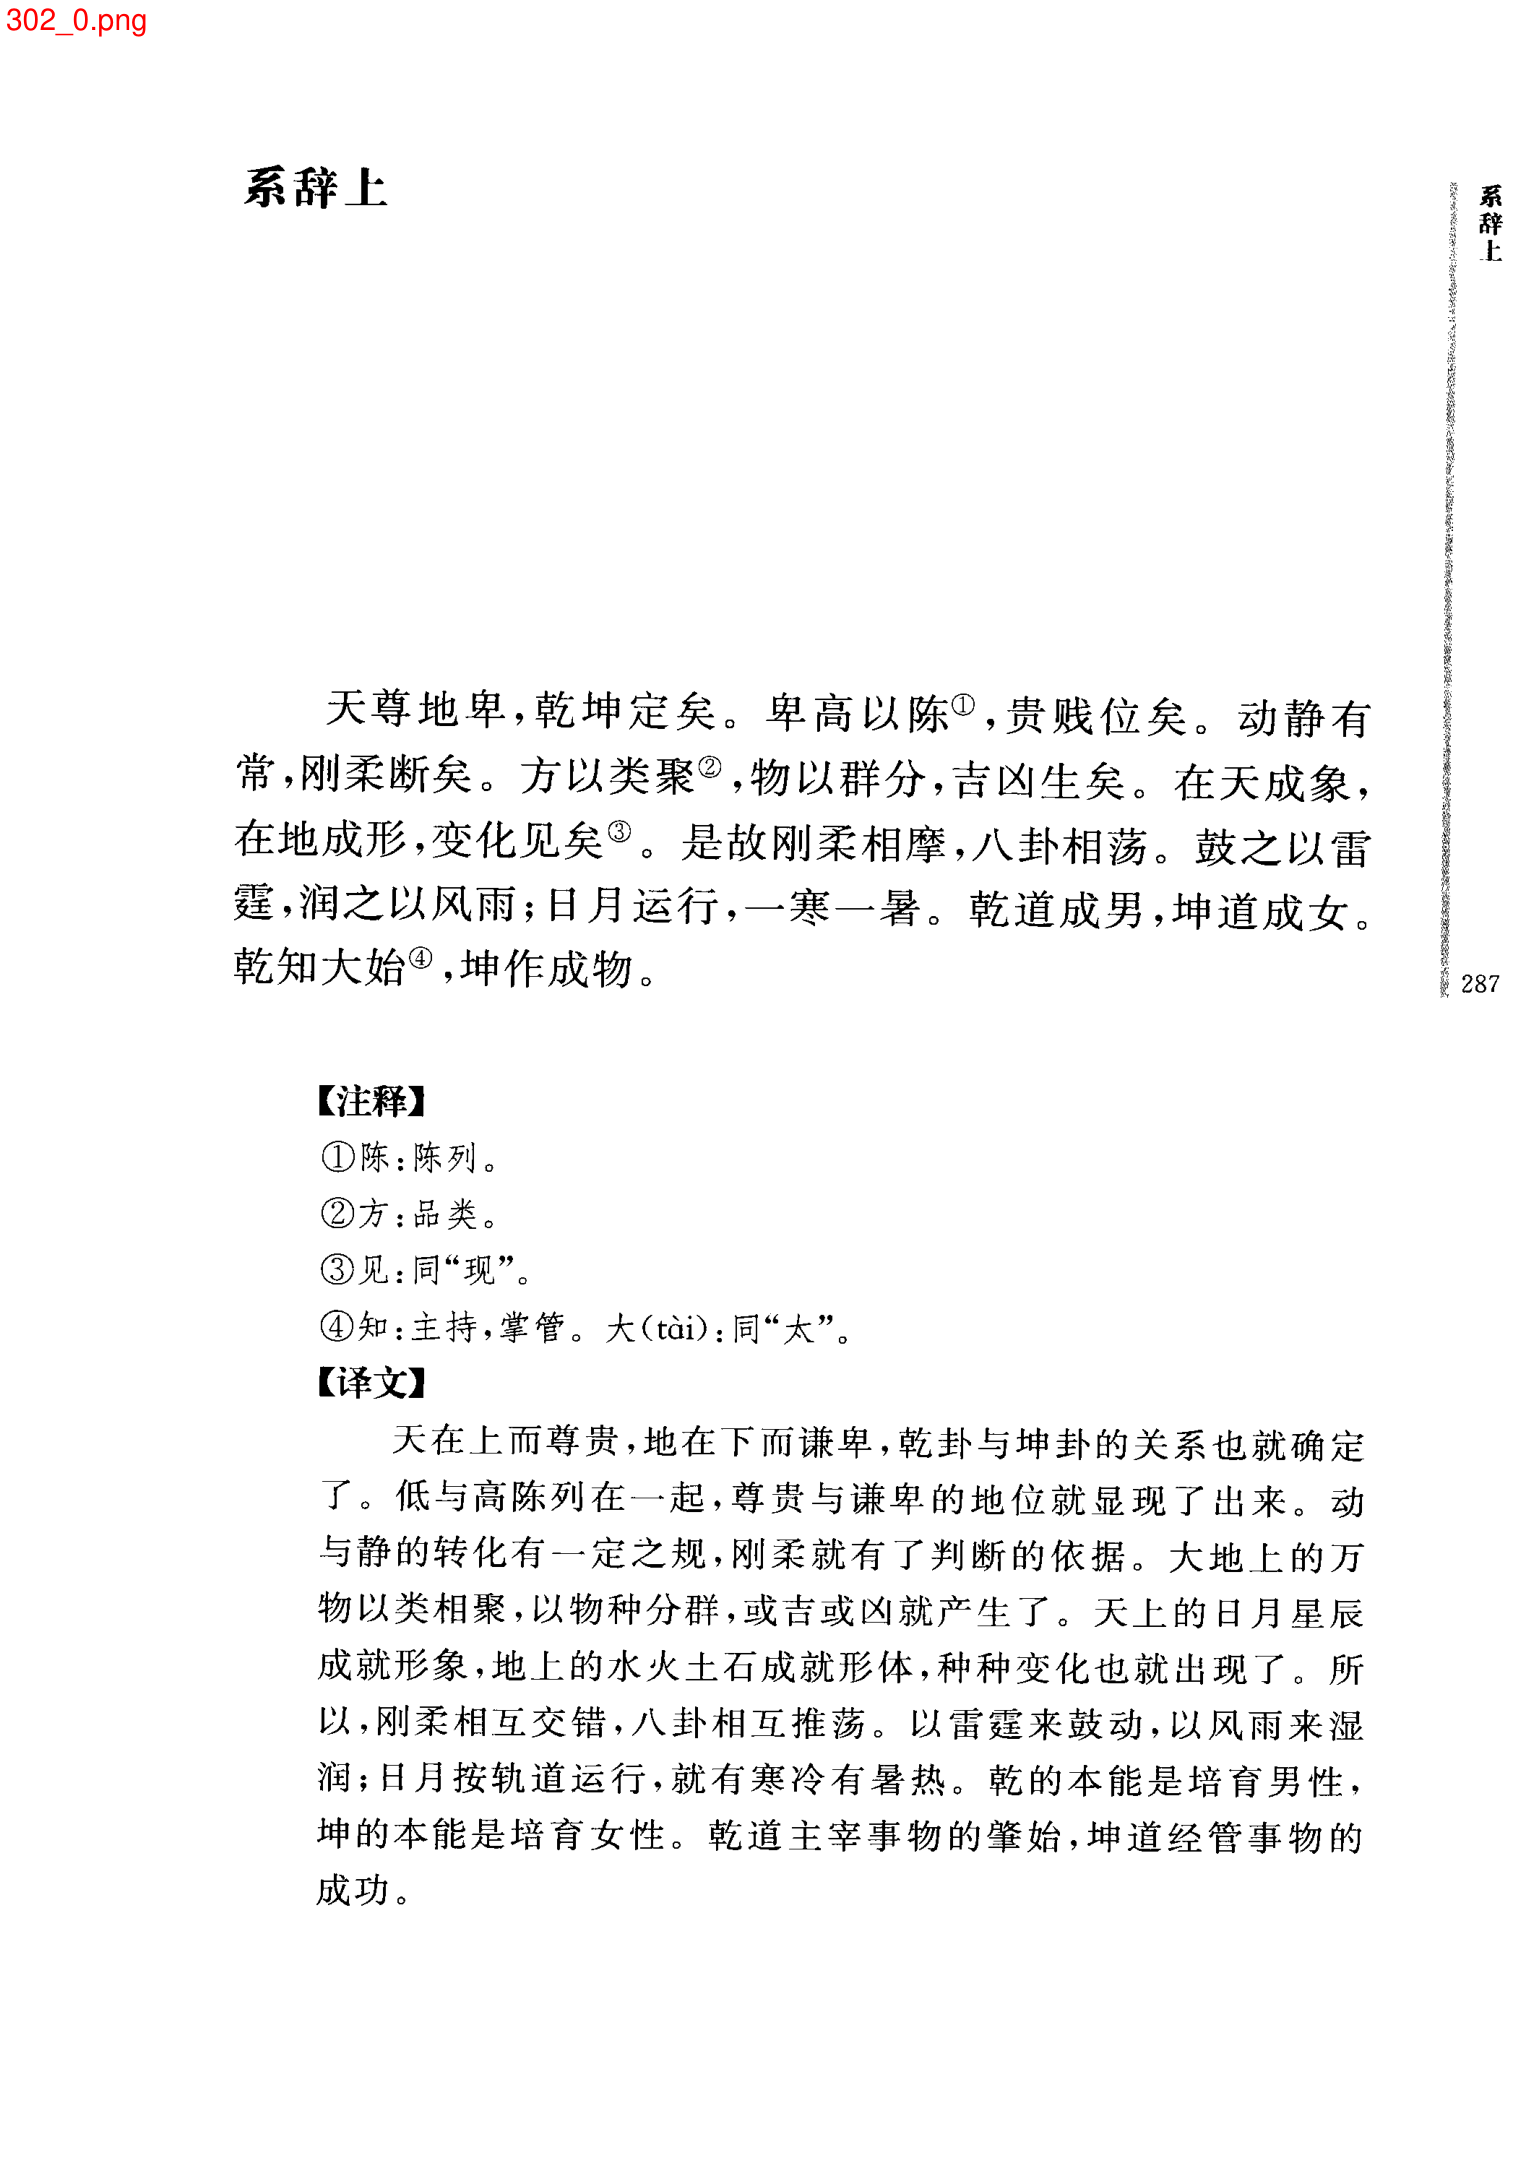 302_0.png
系辞上
系辞上
天尊地卑,乾坤定矣。卑高以陈①,贵贱位矣。动静有
常,刚柔断矣。方以类聚②,物以群分,吉凶生矣。在天成象,
在地成形,变化见矣③。是故刚柔相摩,八卦相荡。鼓之以雷
霆,润之以风雨;日月运行,一寒一暑。乾道成男,坤道成女。
乾知大始④,坤作成物。
287
【注释】
①陈:陈列。
②方:品类。
③见:同“现”。
④知:主持,掌管。大(tài):同“太”。
【译文】
天在上而尊贵,地在下而谦卑,乾卦与坤卦的关系也就确定
了。低与高陈列在一起,尊贵与谦卑的地位就显现了出来。动
与静的转化有一定之规,刚柔就有了判断的依据。大地上的万
物以类相聚,以物种分群,或吉或凶就产生了。天上的日月星辰
成就形象,地上的水火土石成就形体,种种变化也就出现了。所
以,刚柔相互交错,八卦相互推荡。以雷霆来鼓动,以风雨来湿
润;日月按轨道运行,就有寒冷有暑热。乾的本能是培育男性,
坤的本能是培育女性。乾道主宰事物的肇始,坤道经管事物的
成功。